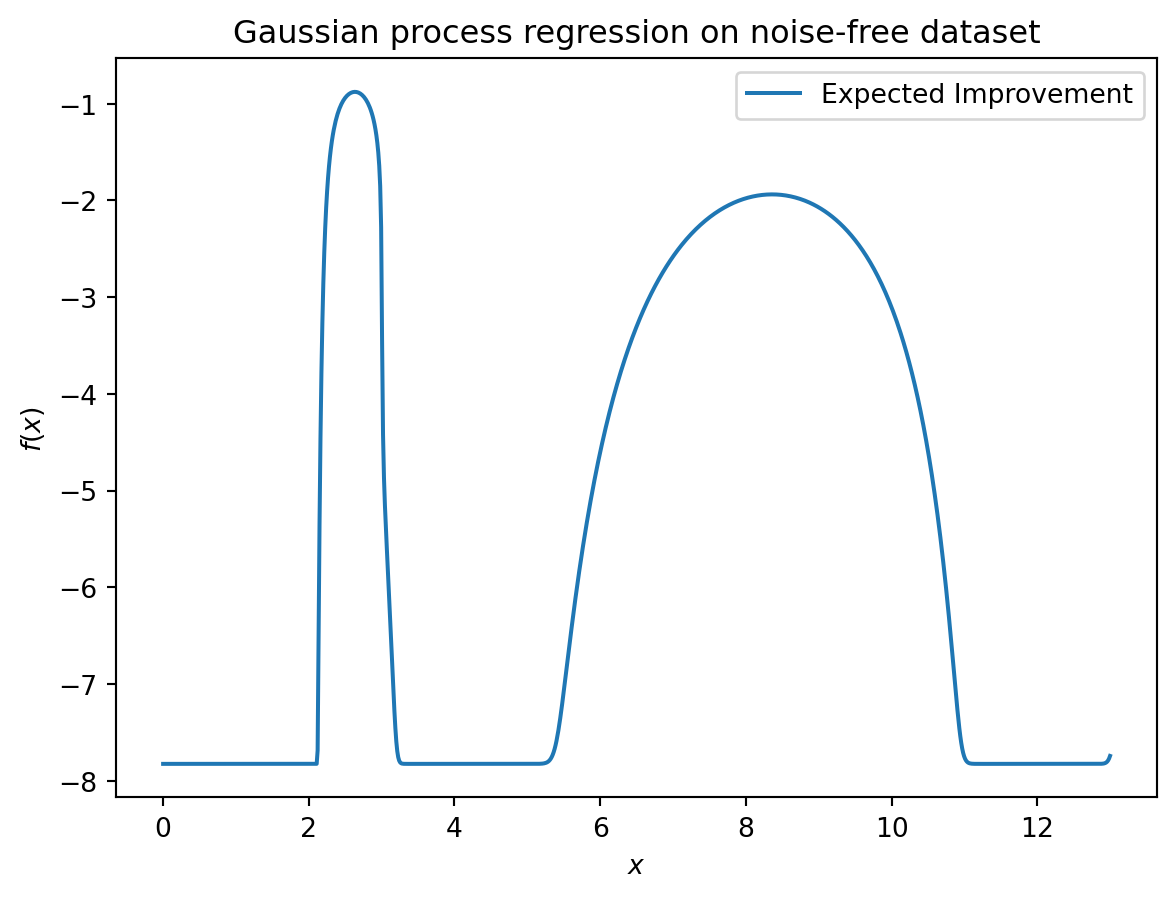 Gaussian process regression on noise-free dataset
Expected Improvement
−1
−2
−3
−4
−5
−6
−7
−8
f(x)
0 2 4 6 8 10 12
x